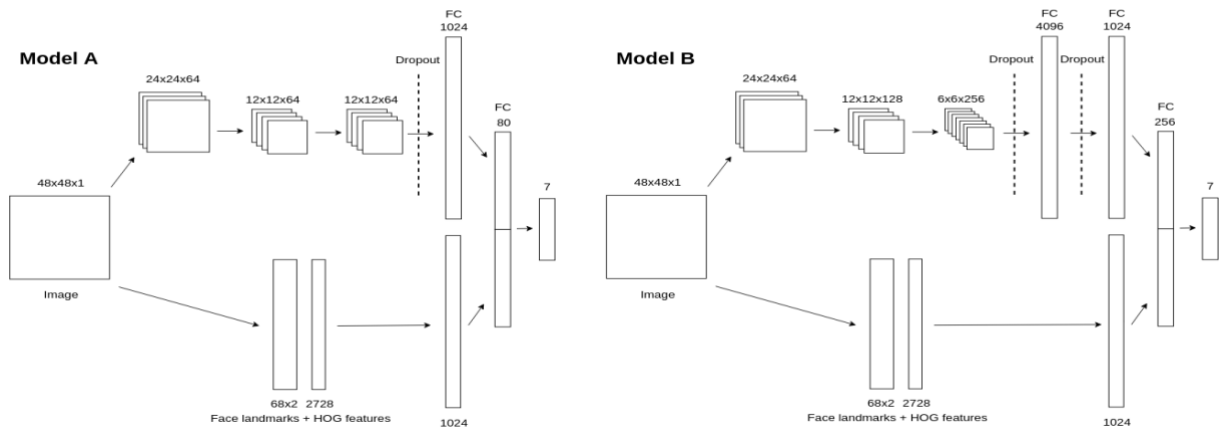 Model A
48x48x1
Image
24x24x64
12x12x64
12x12x64
Dropout
FC
1024
FC
80
7
68x2
2728
Face landmarks + HOG features
1024
Model B
48x48x1
Image
24x24x64
12x12x128
6x6x256
Dropout
FC
4096
Dropout
FC
1024
FC
256
7
68x2
2728
Face landmarks + HOG features
1024